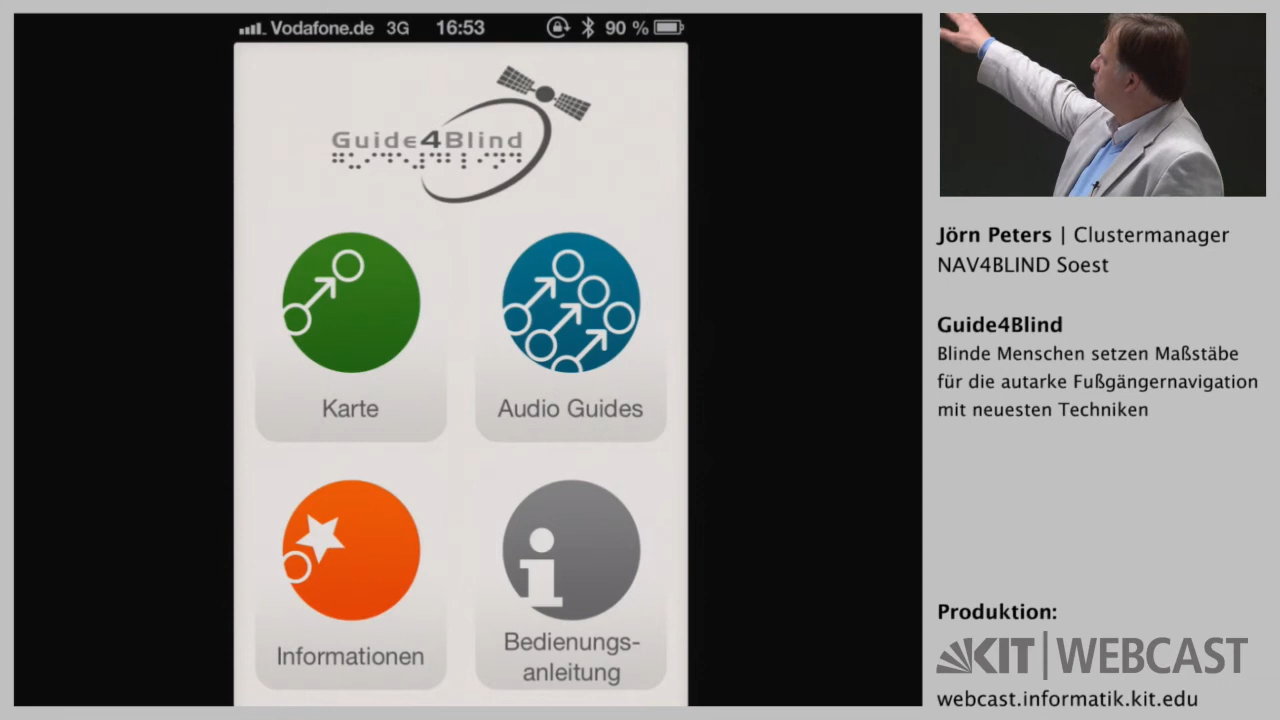 Vodafone.de 3G 16:53 90 %
Guide4Blind
Karte
Audio Guides
Informationen
Bedienungs-
anleitung
Jörn Peters | Clustermanager
NAV4BLIND Soest
Guide4Blind
Blinde Menschen setzen Maßstäbe
für die autarke Fußgängernavigation
mit neuesten Techniken
Produktion:
KIT | WEBCAST
webcast.informatik.kit.edu